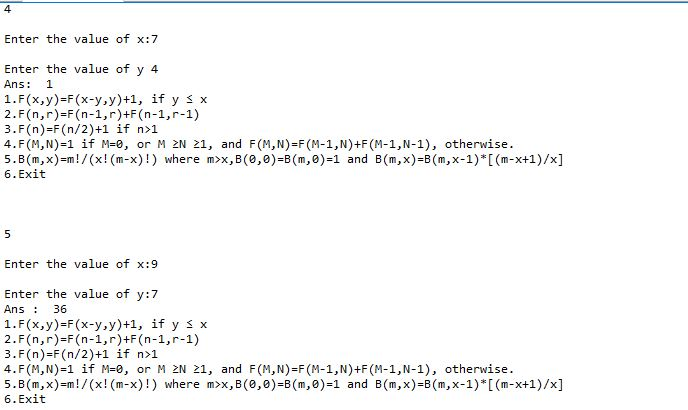 4
Enter the value of x:7
Enter the value of y 4
Ans: 1
1.F(x,y)=F(x-y,y)+1, if y ≤ x
2.F(n,r)=F(n-1,r)+F(n-1,r-1)
3.F(n)=F(n/2)+1 if n>1
4.F(M,N)=1 if M=0, or M ≥N ≥1, and F(M,N)=F(M-1,N)+F(M-1,N-1), otherwise.
5.B(m,x)=m!/(x!(m-x)!) where m>x,B(0,0)=B(m,0)=1 and B(m,x)=B(m,x-1)*[(m-x+1)/x]
6.Exit
5
Enter the value of x:9
Enter the value of y:7
Ans : 36
1.F(x,y)=F(x-y,y)+1, if y ≤ x
2.F(n,r)=F(n-1,r)+F(n-1,r-1)
3.F(n)=F(n/2)+1 if n>1
4.F(M,N)=1 if M=0, or M ≥N ≥1, and F(M,N)=F(M-1,N)+F(M-1,N-1), otherwise.
5.B(m,x)=m!/(x!(m-x)!) where m>x,B(0,0)=B(m,0)=1 and B(m,x)=B(m,x-1)*[(m-x+1)/x]
6.Exit